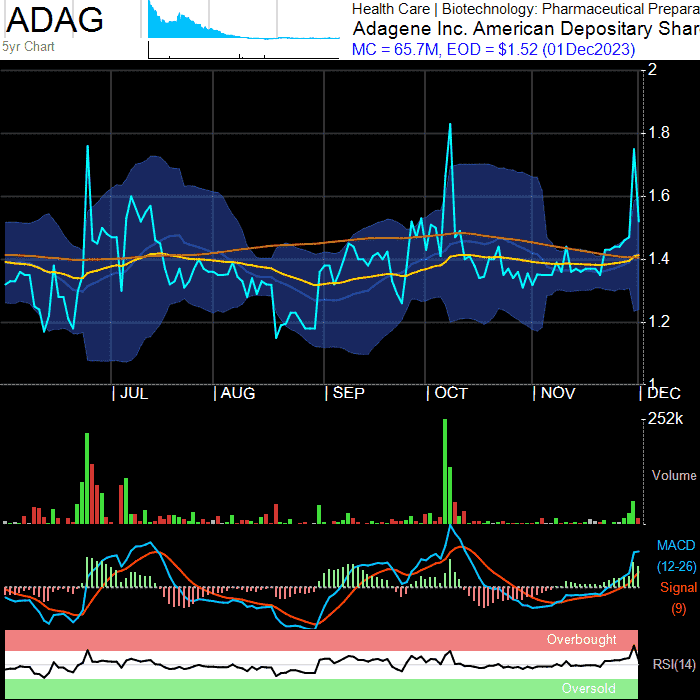 ADAG
5yr Chart
Health Care | Biotechnology: Pharmaceutical Prepara
Adagene Inc. American Depositary Shar
MC = 65.7M, EOD = $1.52 (01Dec2023)
2
1.8
1.6
1.4
1.2
1
JUL AUG SEP OCT NOV DEC
252k
Volume
MACD
(12-26)
Signal
(9)
Overbought
RSI(14)
Oversold